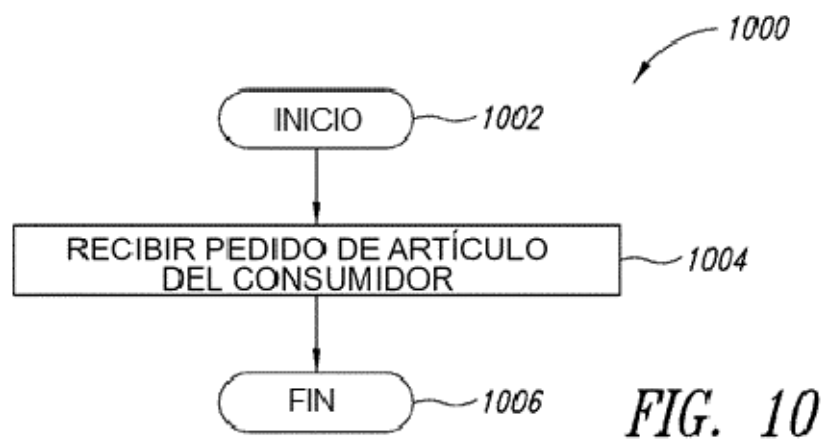 1000
INICIO
1002
RECIBIR PEDIDO DE ARTÍCULO
DEL CONSUMIDOR
1004
FIN
1006
FIG. 10